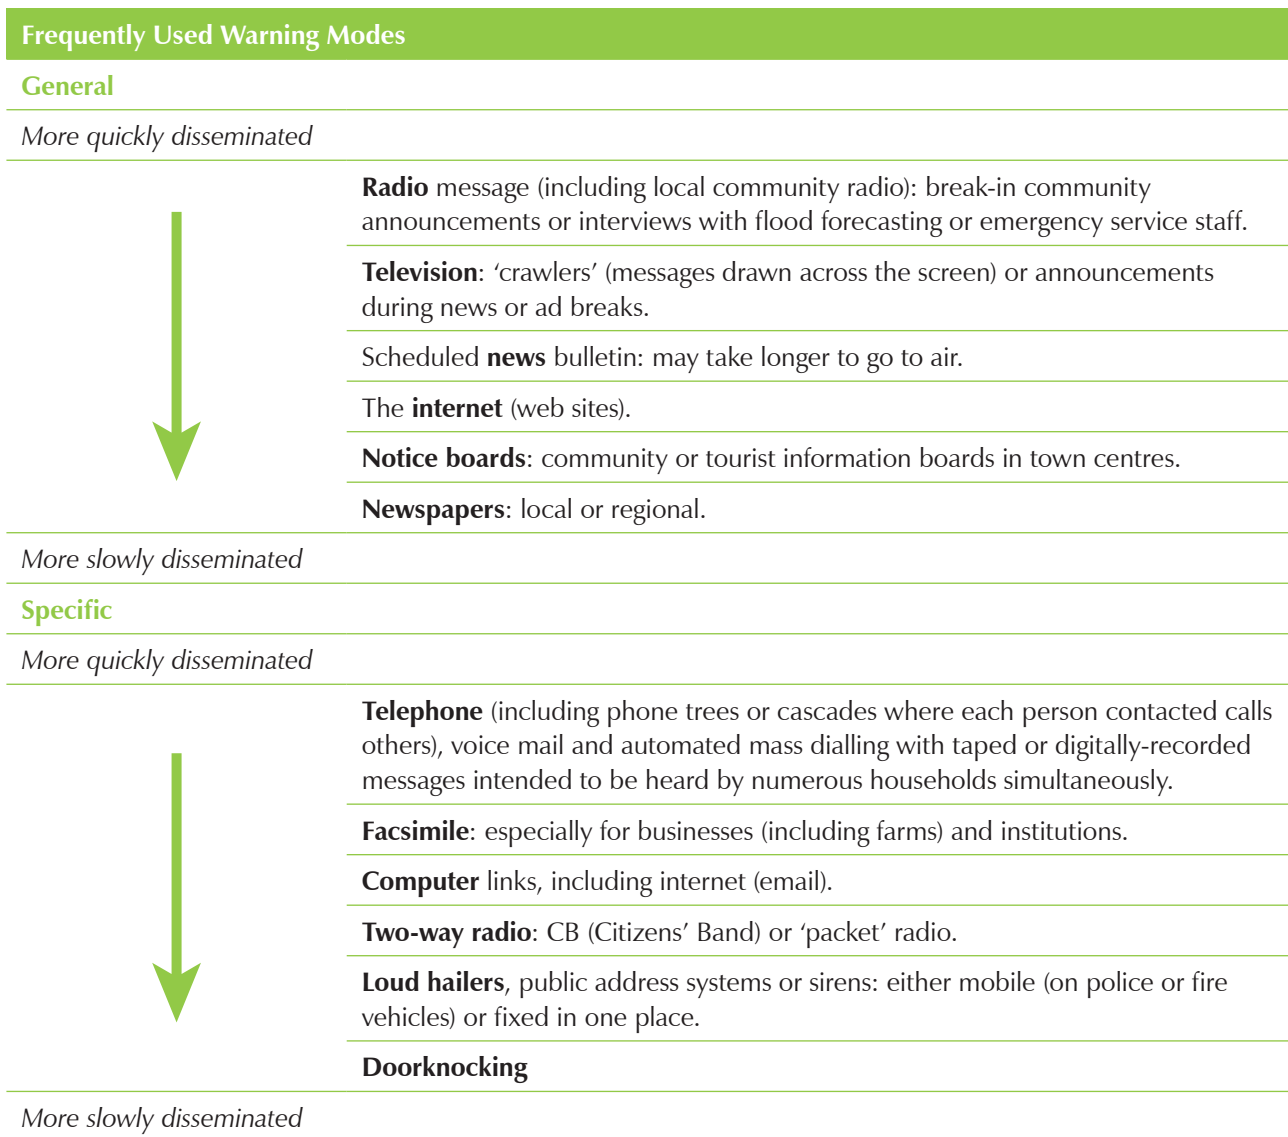 Frequently Used Warning Modes
General
More quickly disseminated
Radio message (including local community radio): break-in community
announcements or interviews with flood forecasting or emergency service staff.
Television: ‘crawlers’ (messages drawn across the screen) or announcements
during news or ad breaks.
Scheduled news bulletin: may take longer to go to air.
The internet (web sites).
Notice boards: community or tourist information boards in town centres.
Newspapers: local or regional.
More slowly disseminated
Specific
More quickly disseminated
Telephone (including phone trees or cascades where each person contacted calls
others), voice mail and automated mass dialling with taped or digitally-recorded
messages intended to be heard by numerous households simultaneously.
Facsimile: especially for businesses (including farms) and institutions.
Computer links, including internet (email).
Two-way radio: CB (Citizens’ Band) or ‘packet’ radio.
Loud hailers, public address systems or sirens: either mobile (on police or fire
vehicles) or fixed in one place.
Doorknocking
More slowly disseminated